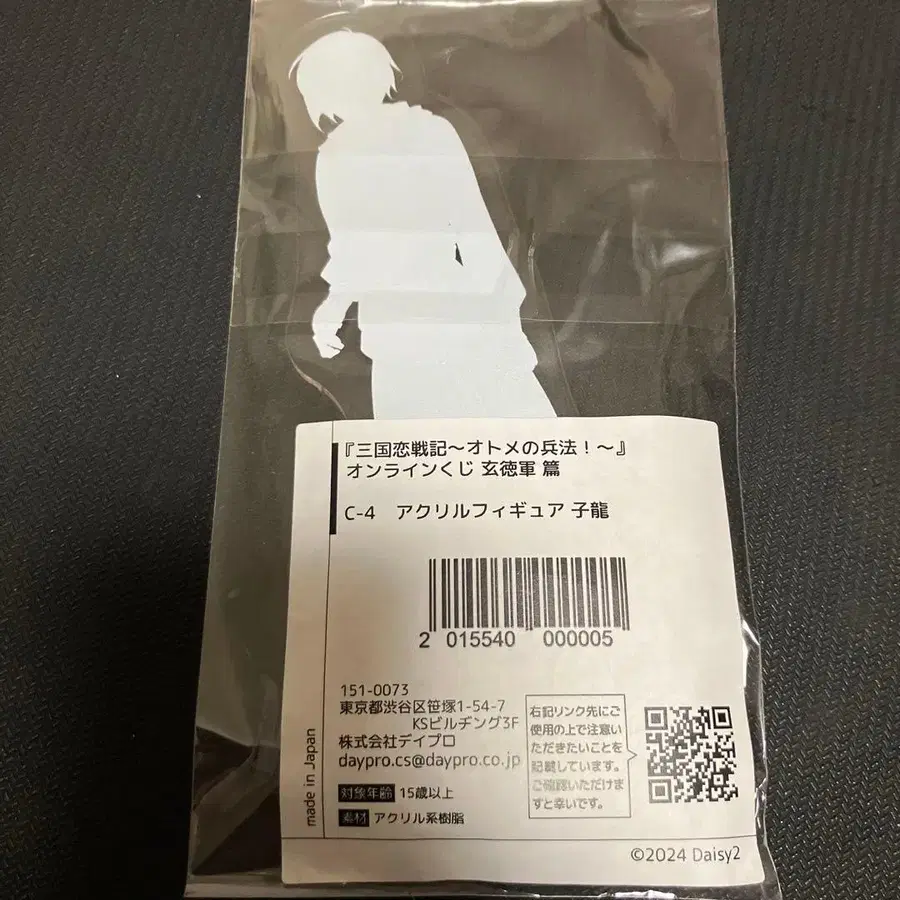 『三国恋戦記～オトメの兵法！～』
オンラインくじ 玄徳軍 篇
C-4　アクリルフィギュア 子龍
2 015540 000005
151-0073
東京都渋谷区笹塚1-54-7
KSビルヂング3F
株式会社デイプロ
daypro.cs@daypro.co.jp
対象年齢 15歳以上
素材 アクリル系樹脂
made in Japan
右記リンク先にご
使用の上で注意い
ただきたいことを
記載しています。
ご確認いただけま
すと幸いです。
©2024 Daisy2